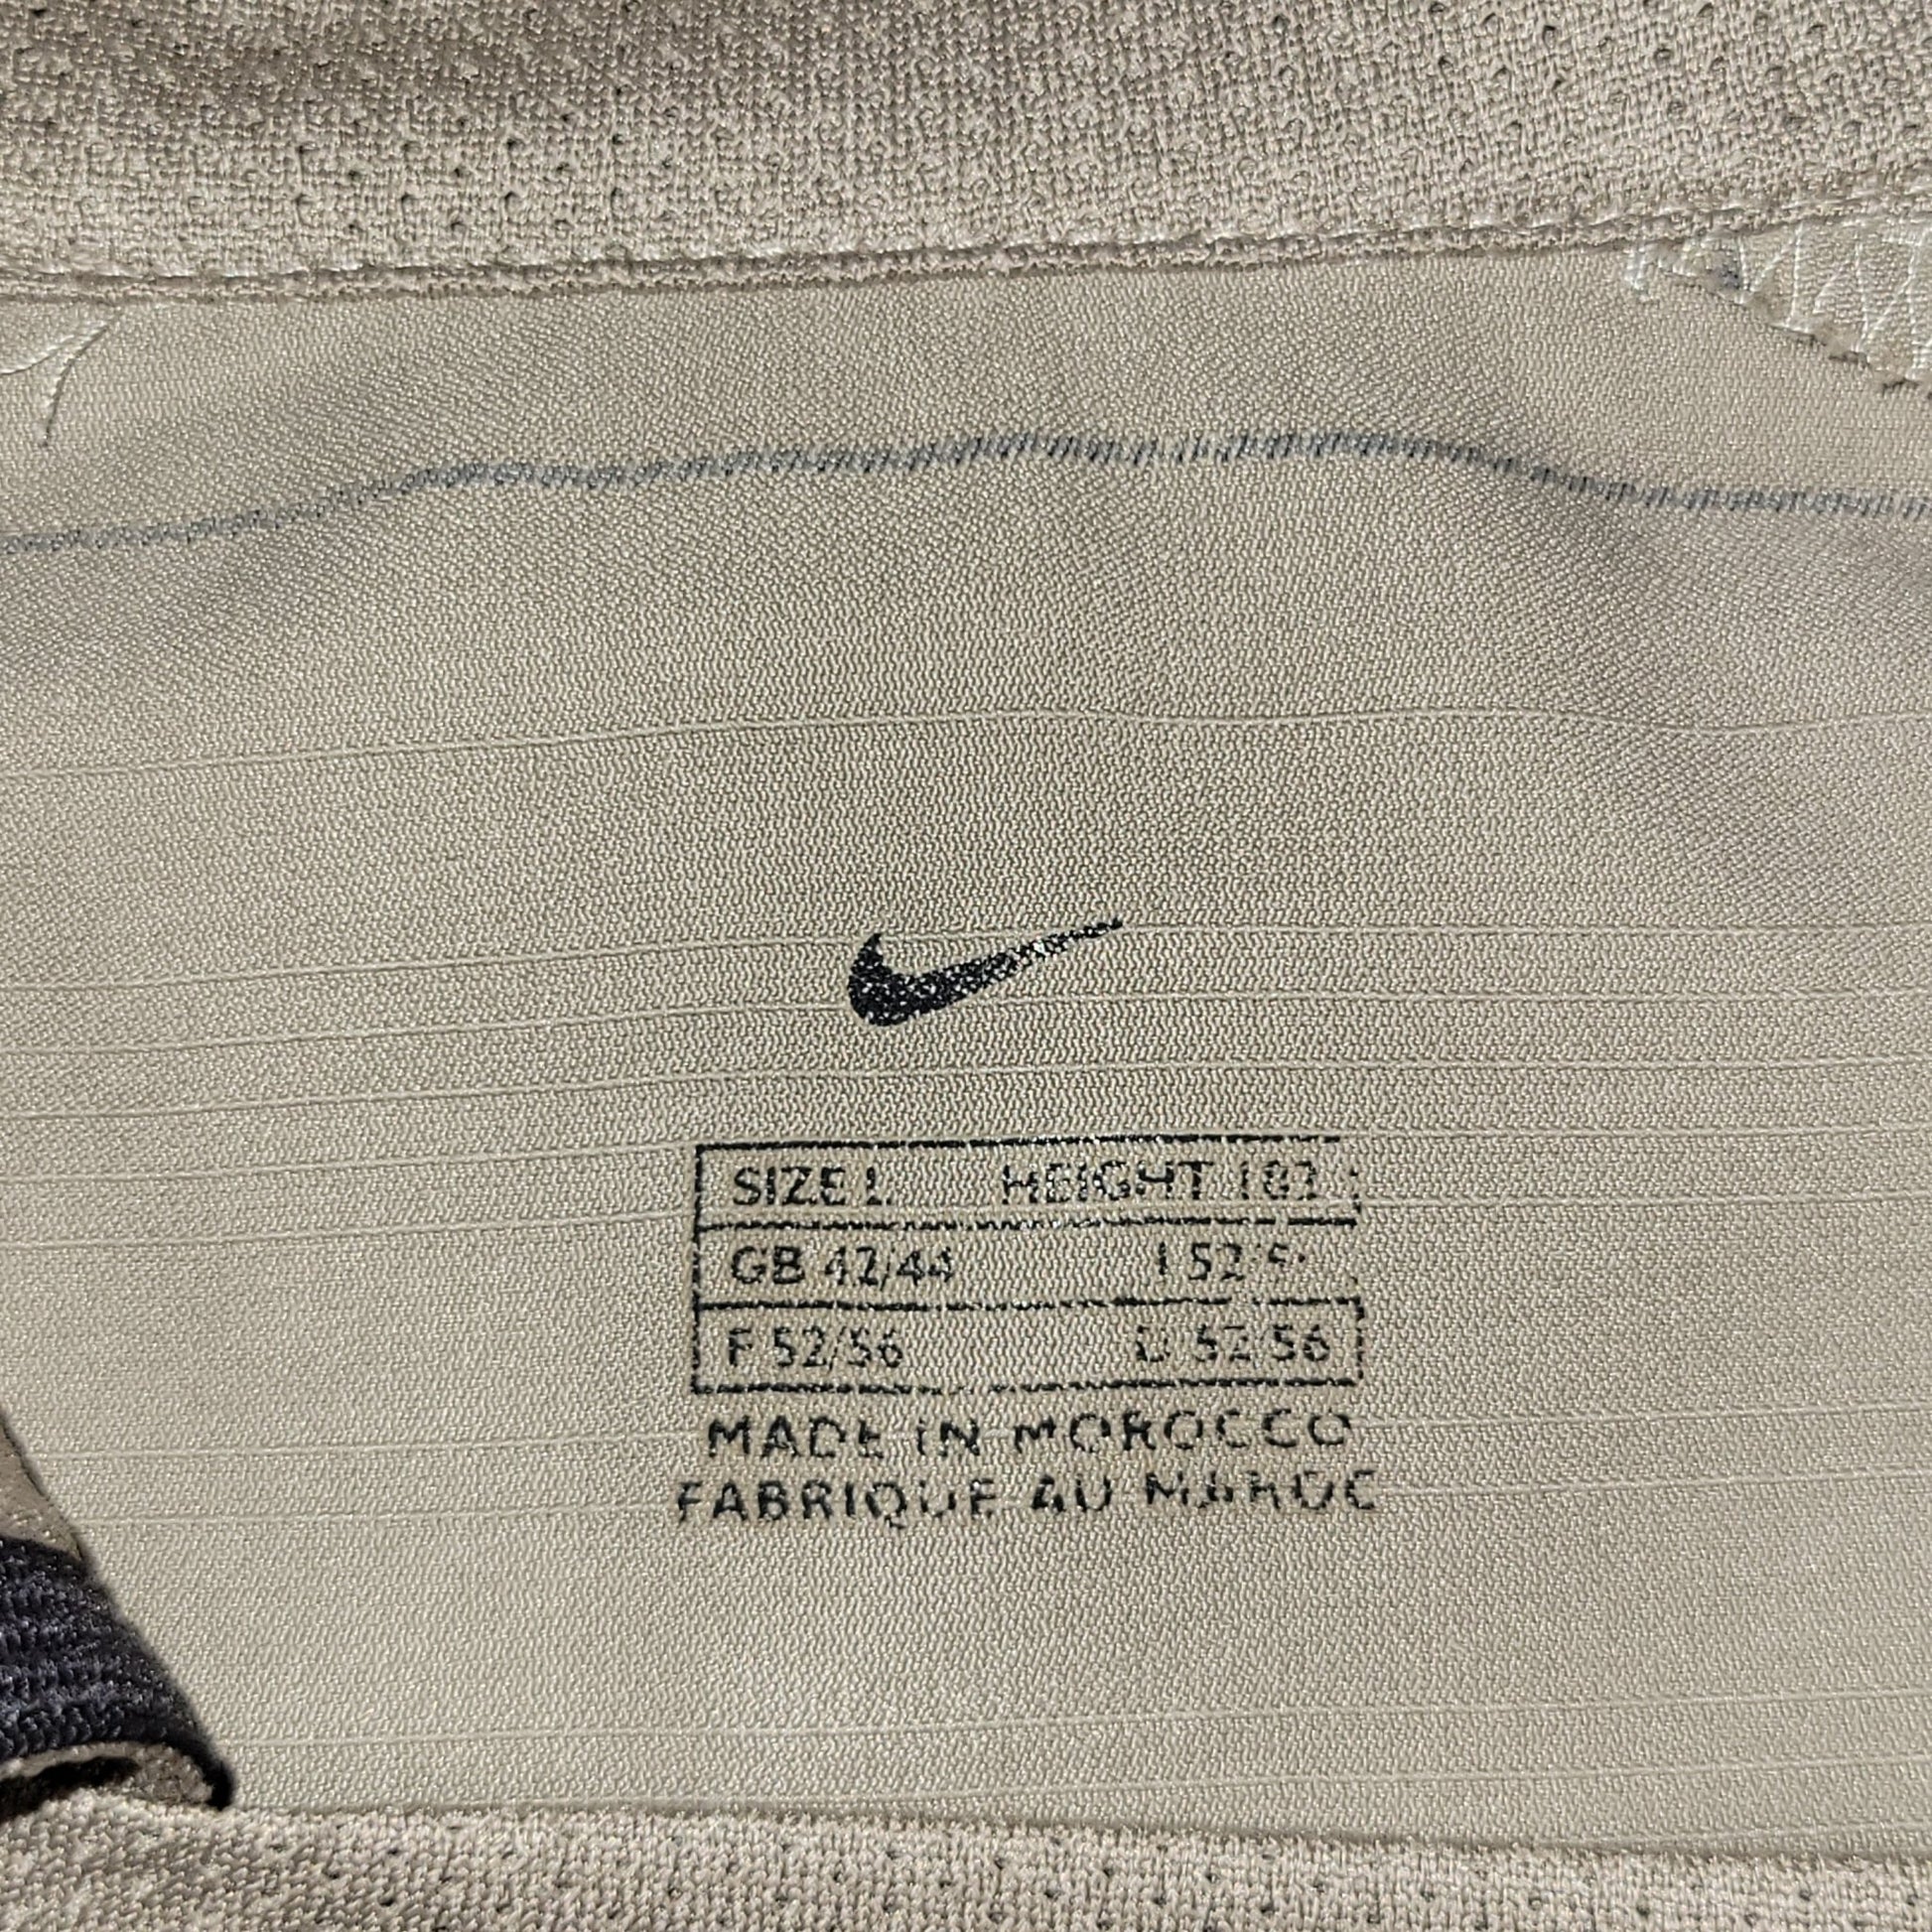 SIZE L HEIGHT 183
GB 42/44 I 52/56
F 52/56 D 52/56
MADE IN MOROCCO
FABRIQUE AU MAROC